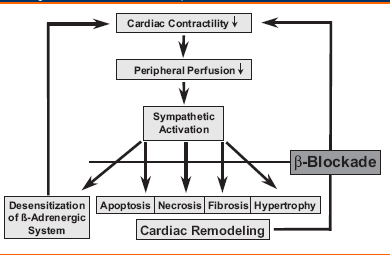 Cardiac Contractility↓
Peripheral Perfusion↓
Sympathetic
Activation
β-Blockade
Desensitization
of ß-Adrenergic
System
Apoptosis Necrosis Fibrosis Hypertrophy
Cardiac Remodeling